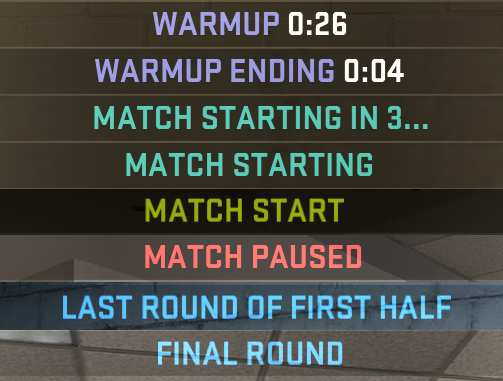 WARMUP 0:26
WARMUP ENDING 0:04
MATCH STARTING IN 3...
MATCH STARTING
MATCH START
MATCH PAUSED
LAST ROUND OF FIRST HALF
FINAL ROUND